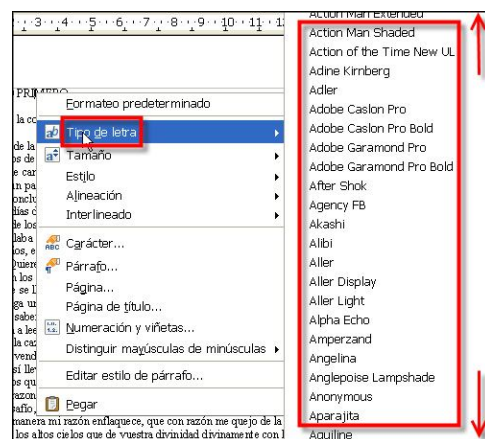 3 4 5 6 7 8 9 10 11
PRIMERO
Formateo predeterminado
Tipo de letra
Tamaño
Estilo
Alineación
Interlineado
Carácter...
Párrafo...
Página...
Página de título...
Numeración y viñetas...
Distinguir mayúsculas de minúsculas
Editar estilo de párrafo...
Pegar
manera mi razón enflaquece, que con razón me quejo de la
los altos cielos que de vuestra divinidad divinamente con
Action Man Extended
Action Man Shaded
Action of the Time New UL
Adine Kirnberg
Adler
Adobe Caslon Pro
Adobe Caslon Pro Bold
Adobe Garamond Pro
Adobe Garamond Pro Bold
After Shok
Agency FB
Akashi
Alibi
Aller
Aller Display
Aller Light
Alpha Echo
Amperzand
Angelina
Anglepoise Lampshade
Anonymous
Aparajita
Aquiline